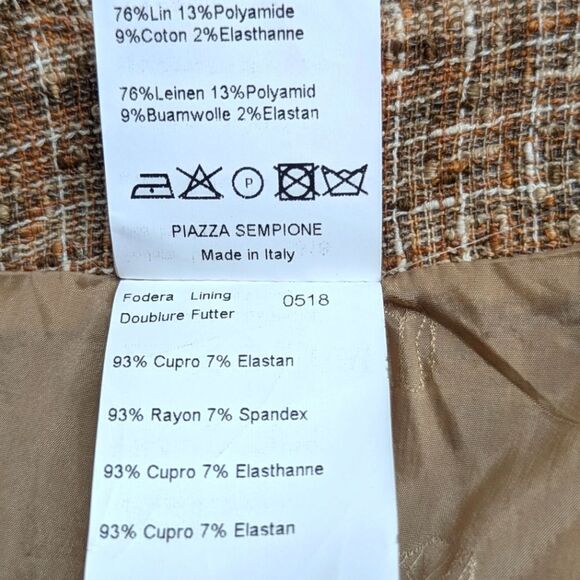 76%Lin 13%Polyamide
9%Coton 2%Elasthanne
76%Leinen 13%Polyamid
9%Buamwolle 2%Elastan
P
PIAZZA SEMPIONE
Made in Italy
Fodera Lining 0518
Doublure Futter
93% Cupro 7% Elastan
93% Rayon 7% Spandex
93% Cupro 7% Elasthanne
93% Cupro 7% Elastan